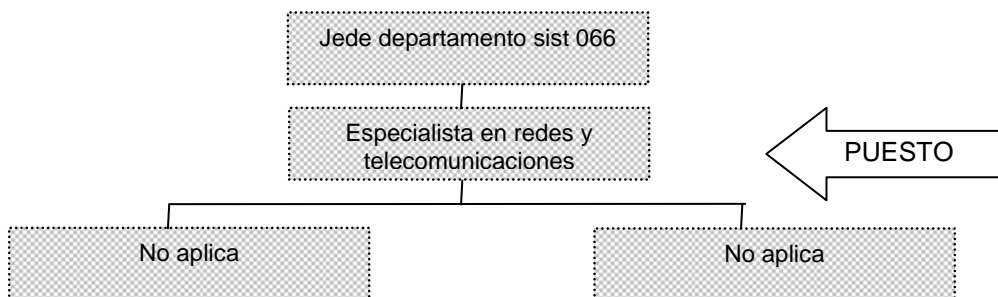 Jede departamento sist 066
Especialista en redes y
telecomunicaciones
PUESTO
No aplica
No aplica